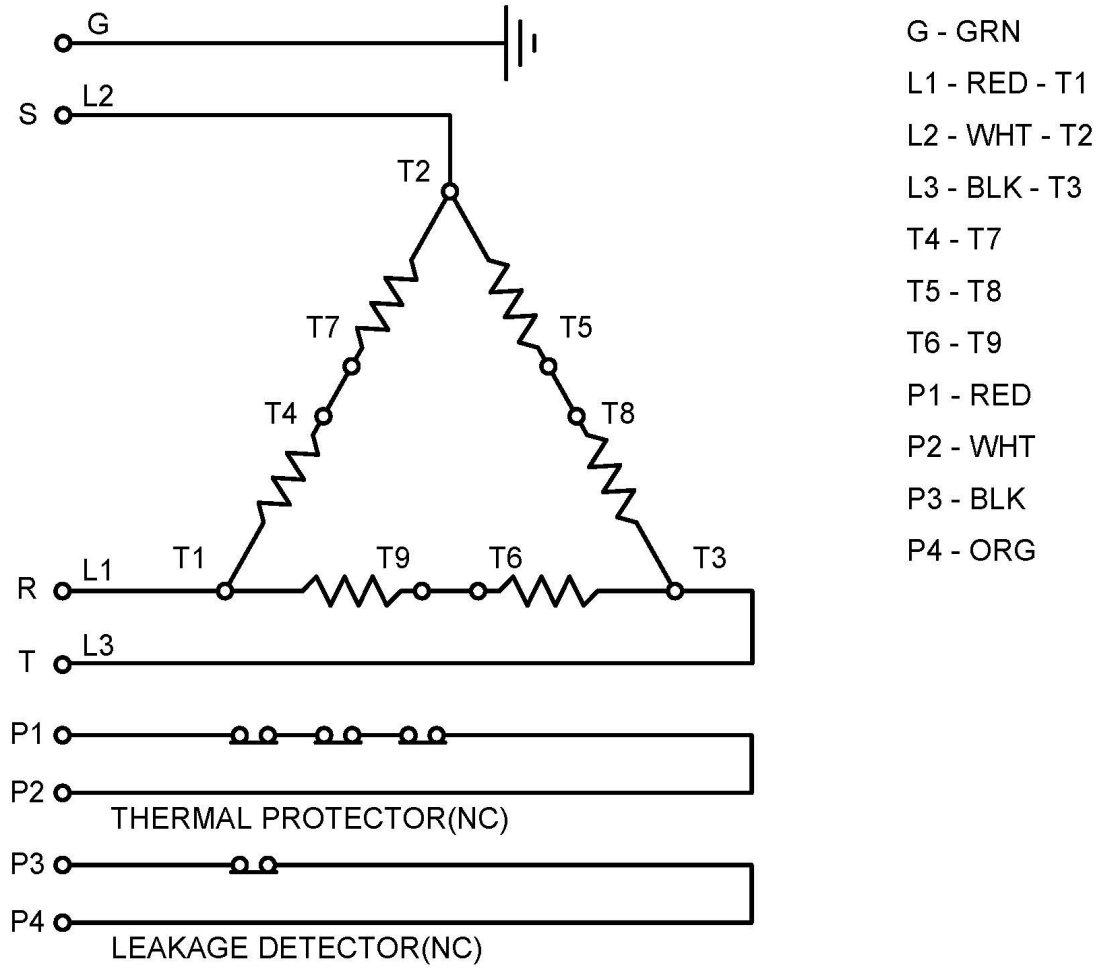 G
S L2
T2
T7 T5
T4 T8
R L1 T1 T9 T6 T3
T L3
P1
P2
THERMAL PROTECTOR(NC)
P3
P4
LEAKAGE DETECTOR(NC)
G - GRN
L1 - RED - T1
L2 - WHT - T2
L3 - BLK - T3
T4 - T7
T5 - T8
T6 - T9
P1 - RED
P2 - WHT
P3 - BLK
P4 - ORG